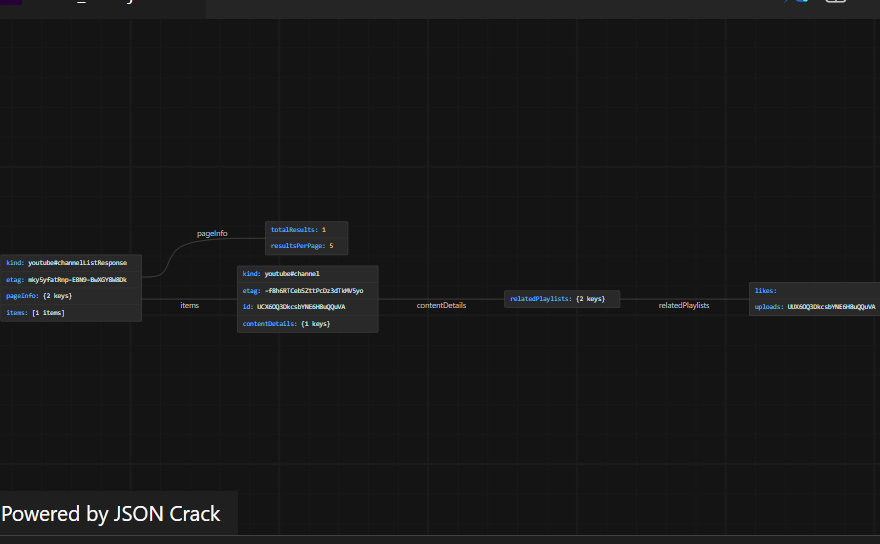 pageInfo
totalResults: 1
resultsPerPage: 5
kind: youtube#channelListResponse
etag: mky5yfatRnp-E8N9-BwXGY8W8Dk
pageInfo: {2 keys}
items: [1 items]
items
kind: youtube#channel
etag: -f8h6RTCebSZttPcDz3dTkMV5yo
id: UCX6OQ3DkcsbYNE6H8uQQuVA
contentDetails: {1 keys}
contentDetails
relatedPlaylists: {2 keys}
relatedPlaylists
likes:
uploads: UUX6OQ3DkcsbYNE6H8uQQuVA
Powered by JSON Crack